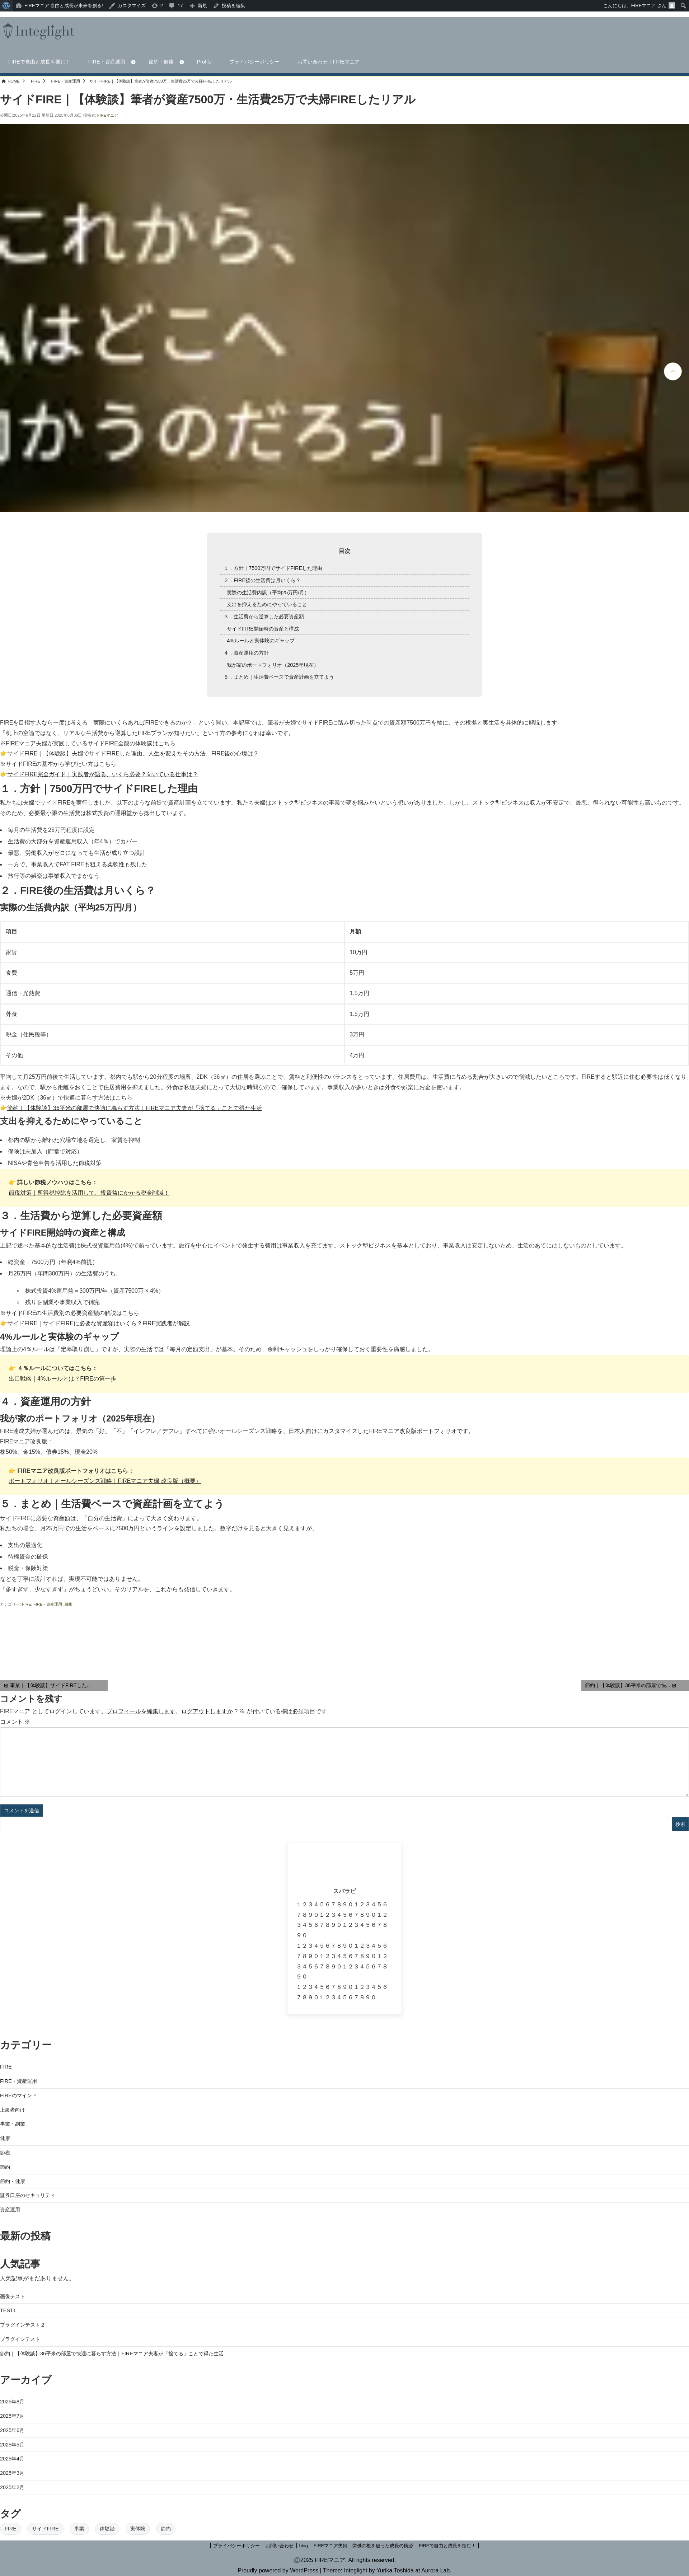 FIREマニア 自由と成長が未来を創る!
カスタマイズ
2
17
新規
投稿を編集
こんにちは、FIREマニア さん
Integlight
FIREで自由と成長を掴む！
FIRE・資産運用
節約・健康
Profile
プライバシーポリシー
お問い合わせ｜FIREマニア
HOME
FIRE
FIRE・資産運用
サイドFIRE｜【体験談】筆者が資産7500万・生活費25万で夫婦FIREしたリアル
サイドFIRE｜【体験談】筆者が資産7500万・生活費25万で夫婦FIREしたリアル
公開日:2025年6月22日 更新日:2025年6月30日 投稿者: FIREマニア
これから、
はどこへ
かうのだろう」
目次
１．方針｜7500万円でサイドFIREした理由
２．FIRE後の生活費は月いくら？
実際の生活費内訳（平均25万円/月）
支出を抑えるためにやっていること
３．生活費から逆算した必要資産額
サイドFIRE開始時の資産と構成
4%ルールと実体験のギャップ
４．資産運用の方針
我が家のポートフォリオ（2025年現在）
５．まとめ｜生活費ベースで資産計画を立てよう
FIREを目指す人なら一度は考える「実際にいくらあればFIREできるのか？」という問い。本記事では、筆者が夫婦でサイドFIREに踏み切った時点での資産額7500万円を軸に、その根拠と実生活を具体的に解説します。
「机上の空論ではなく、リアルな生活費から逆算したFIREプランが知りたい」という方の参考になれば幸いです。
※FIREマニア夫婦が実践しているサイドFIRE全般の体験談はこちら
👉サイドFIRE｜【体験談】夫婦でサイドFIREした理由、人生を変えたその方法、FIRE後の心境は？
※サイドFIREの基本から学びたい方はこちら
👉サイドFIRE完全ガイド｜実践者が語る、いくら必要？向いている仕事は？
１．方針｜7500万円でサイドFIREした理由
私たちは夫婦でサイドFIREを実行しました。以下のような前提で資産計画を立てています。私たち夫婦はストック型ビジネスの事業で夢を掴みたいという想いがありました。しかし、ストック型ビジネスは収入が不安定で、最悪、得られない可能性も高いものです。
そのため、必要最小限の生活費は株式投資の運用益から捻出しています。
毎月の生活費を25万円程度に設定
生活費の大部分を資産運用収入（年4％）でカバー
最悪、労働収入がゼロになっても生活が成り立つ設計
一方で、事業収入でFAT FIREも狙える柔軟性も残した
旅行等の娯楽は事業収入でまかなう
２．FIRE後の生活費は月いくら？
実際の生活費内訳（平均25万円/月）
項目 月額
家賃 10万円
食費 5万円
通信・光熱費 1.5万円
外食 1.5万円
税金（住民税等） 3万円
その他 4万円
平均して月25万円前後で生活しています。都内でも駅から20分程度の場所、2DK（36㎡）の住居を選ぶことで、賃料と利便性のバランスをとっています。住居費用は、生活費に占める割合が大きいので削減したいところです。FIREすると駅近に住む必要性は低くなります。なので、駅から距離をおくことで住居費用を抑えました。外食は私達夫婦にとって大切な時間なので、確保しています。事業収入が多いときは外食や娯楽にお金を使います。
※夫婦が2DK（36㎡）で快適に暮らす方法はこちら
👉節約｜【体験談】36平米の部屋で快適に暮らす方法｜FIREマニア夫妻が「捨てる」ことで得た生活
支出を抑えるためにやっていること
都内の駅から離れた穴場立地を選定し、家賃を抑制
保険は未加入（貯蓄で対応）
NISAや青色申告を活用した節税対策
👉 詳しい節税ノウハウはこちら：
節税対策｜所得税控除を活用して、投資益にかかる税金削減！
３．生活費から逆算した必要資産額
サイドFIRE開始時の資産と構成
上記で述べた基本的な生活費は株式投資運用益(4%)で賄っています。旅行を中心にイベントで発生する費用は事業収入を充てます。ストック型ビジネスを基本としており、事業収入は安定しないため、生活のあてにはしないものとしています。
総資産：7500万円（年利4%前提）
月25万円（年間300万円）の生活費のうち、
株式投資4%運用益＝300万円/年（資産7500万 × 4%）
残りを副業や事業収入で補完
※サイドFIREの生活費別の必要資産額の解説はこちら
👉サイドFIRE｜サイドFIREに必要な資産額はいくら？FIRE実践者が解説
4%ルールと実体験のギャップ
理論上の4％ルールは「定率取り崩し」ですが、実際の生活では「毎月の定額支出」が基本。そのため、余剰キャッシュをしっかり確保しておく重要性を痛感しました。
👉 ４％ルールについてはこちら：
出口戦略｜4%ルールとは？FIREの第一歩
４．資産運用の方針
我が家のポートフォリオ（2025年現在）
FIRE達成夫婦が選んだのは、景気の「好」「不」「インフレ／デフレ」すべてに強いオールシーズンズ戦略を、日本人向けにカスタマイズしたFIREマニア改良版ポートフォリオです。
FIREマニア改良版：
株50%、金15%、債券15%、現金20%
👉 FIREマニア改良版ポートフォリオはこちら：
ポートフォリオ｜オールシーズンズ戦略｜FIREマニア夫婦 改良版（概要）
５．まとめ｜生活費ベースで資産計画を立てよう
サイドFIREに必要な資産額は、「自分の生活費」によって大きく変わります。
私たちの場合、月25万円での生活をベースに7500万円というラインを設定しました。数字だけを見ると大きく見えますが、
支出の最適化
待機資金の確保
税金・保険対策
などを丁寧に設計すれば、実現不可能ではありません。
「多すぎず、少なすぎず」がちょうどいい。そのリアルを、これからも発信していきます。
カテゴリー: FIRE, FIRE・資産運用, 編集
事業｜【体験談】サイドFIREした...
節約｜【体験談】36平米の部屋で快...
コメントを残す
FIREマニア としてログインしています。プロフィールを編集します。ログアウトしますか ? ※ が付いている欄は必須項目です
コメント ※
コメントを送信
検索
スパラビ
１２３４５６７８９０１２３４５６
７８９０１２３４５６７８９０１２
３４５６７８９０１２３４５６７８
９０
１２３４５６７８９０１２３４５６
７８９０１２３４５６７８９０１２
３４５６７８９０１２３４５６７８
９０
１２３４５６７８９０１２３４５６
７８９０１２３４５６７８９０
カテゴリー
FIRE
FIRE・資産運用
FIREのマインド
上級者向け
事業・副業
健康
節税
節約
節約・健康
証券口座のセキュリティ
資産運用
最新の投稿
人気記事
人気記事がまだありません。
画像テスト
TEST1
プラグインテスト２
プラグインテスト
節約｜【体験談】36平米の部屋で快適に暮らす方法｜FIREマニア夫妻が「捨てる」ことで得た生活
アーカイブ
2025年8月
2025年7月
2025年6月
2025年5月
2025年4月
2025年3月
2025年2月
タグ
FIRE
サイドFIRE
事業
体験談
実体験
節約
プライバシーポリシー
お問い合わせ
blog
FIREマニア夫婦 – 労働の檻を破った成長の軌跡
FIREで自由と成長を掴む！
Ⓒ2025 FIREマニア. All rights reserved.
Proudly powered by WordPress | Theme: Integlight by Yurika Toshida at Aurora Lab.